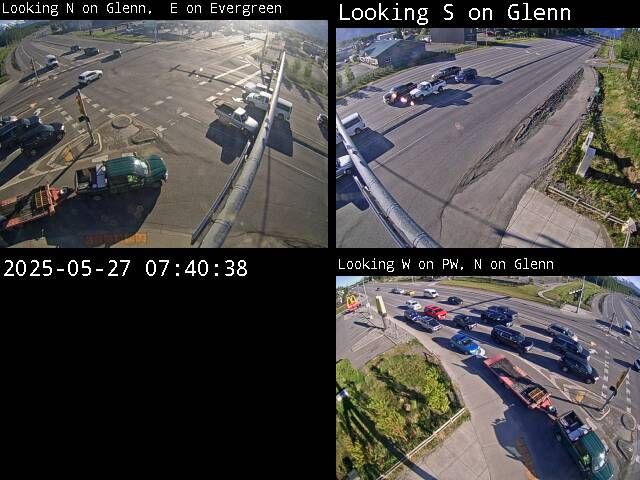 Looking N on Glenn,  E on Evergreen
Looking S on Glenn
2025-05-27 07:40:38
Looking W on PW, N on Glenn